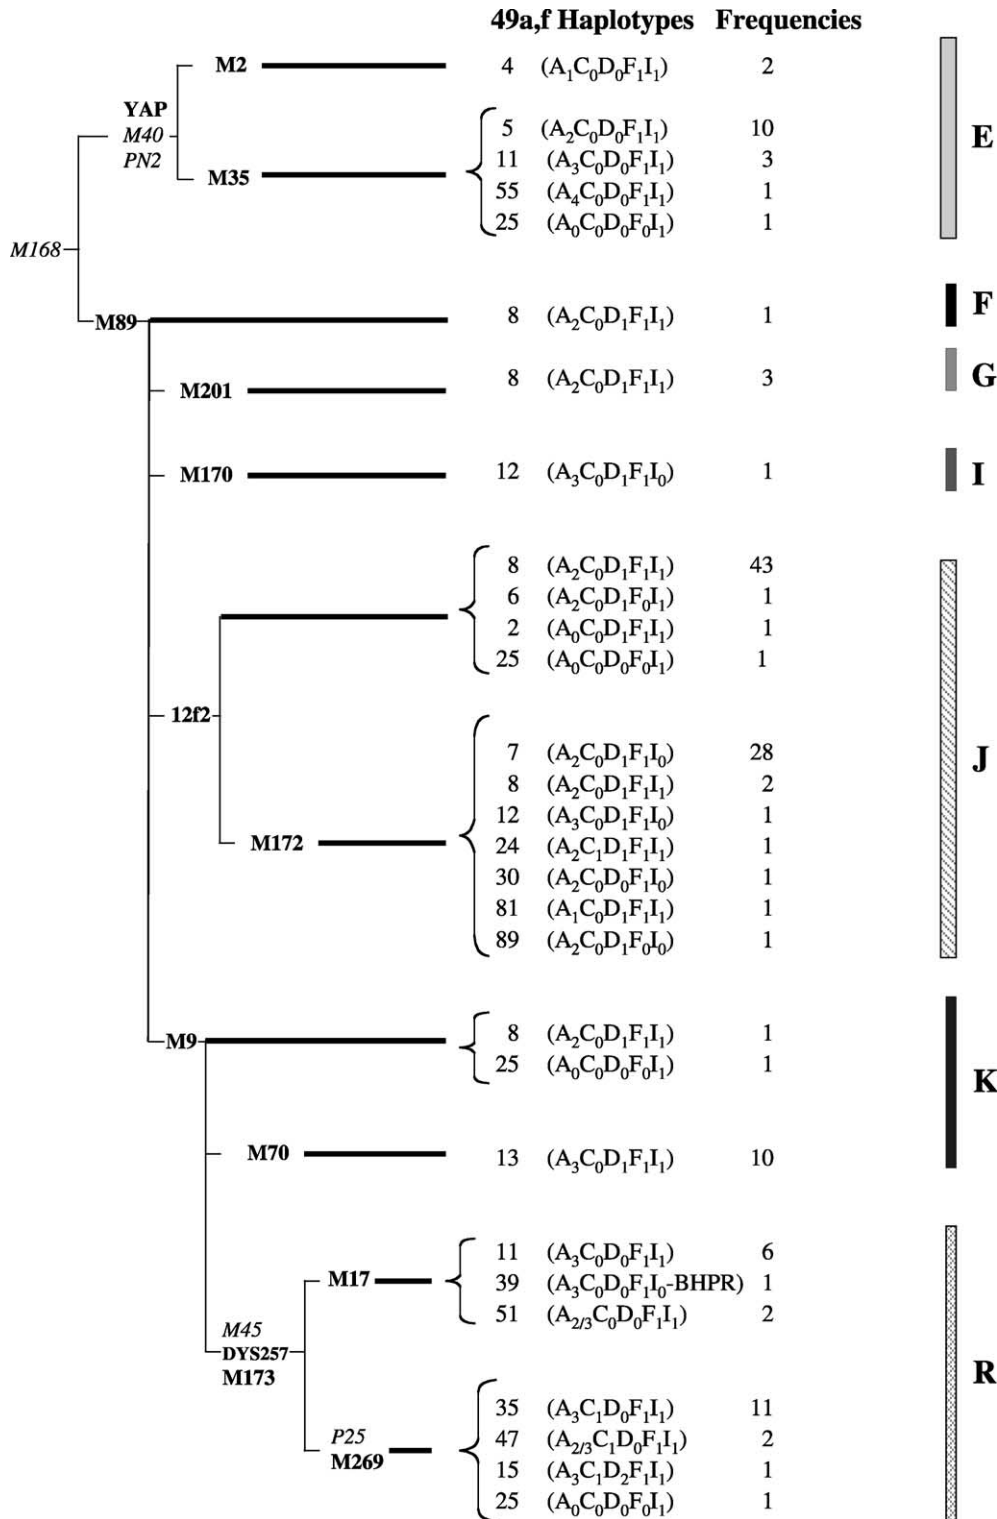 49a,f Haplotypes Frequencies
M2 4 (A₁C₀D₀F₁I₁) 2
YAP
M40
PN2
E
5 (A₂C₀D₀F₁I₁) 10
11 (A₃C₀D₀F₁I₁) 3
M35
55 (A₄C₀D₀F₁I₁) 1
25 (A₀C₀D₀F₀I₁) 1
M168
M89 8 (A₂C₀D₁F₁I₁) 1 F
M201 8 (A₂C₀D₁F₁I₁) 3 G
M170 12 (A₃C₀D₁F₁I₀) 1 I
8 (A₂C₀D₁F₁I₁) 43
6 (A₂C₀D₁F₀I₁) 1
2 (A₀C₀D₁F₁I₁) 1
25 (A₀C₀D₀F₀I₁) 1
12f2
J
7 (A₂C₀D₁F₁I₀) 28
8 (A₂C₀D₁F₁I₁) 2
12 (A₃C₀D₁F₁I₀) 1
M172 24 (A₂C₁D₁F₁I₁) 1
30 (A₂C₀D₀F₁I₀) 1
81 (A₁C₀D₁F₁I₁) 1
89 (A₂C₀D₁F₀I₀) 1
M9 8 (A₂C₀D₁F₁I₁) 1
25 (A₀C₀D₀F₀I₁) 1
K
M70 13 (A₃C₀D₁F₁I₁) 10
11 (A₃C₀D₀F₁I₁) 6
M17 39 (A₃C₀D₀F₁I₀-BHPR) 1
51 (A₂/₃C₀D₀F₁I₁) 2
M45
DYS257
M173
R
35 (A₃C₁D₀F₁I₁) 11
P25 47 (A₂/₃C₁D₀F₁I₁) 2
M269 15 (A₃C₁D₂F₁I₁) 1
25 (A₀C₀D₀F₀I₁) 1